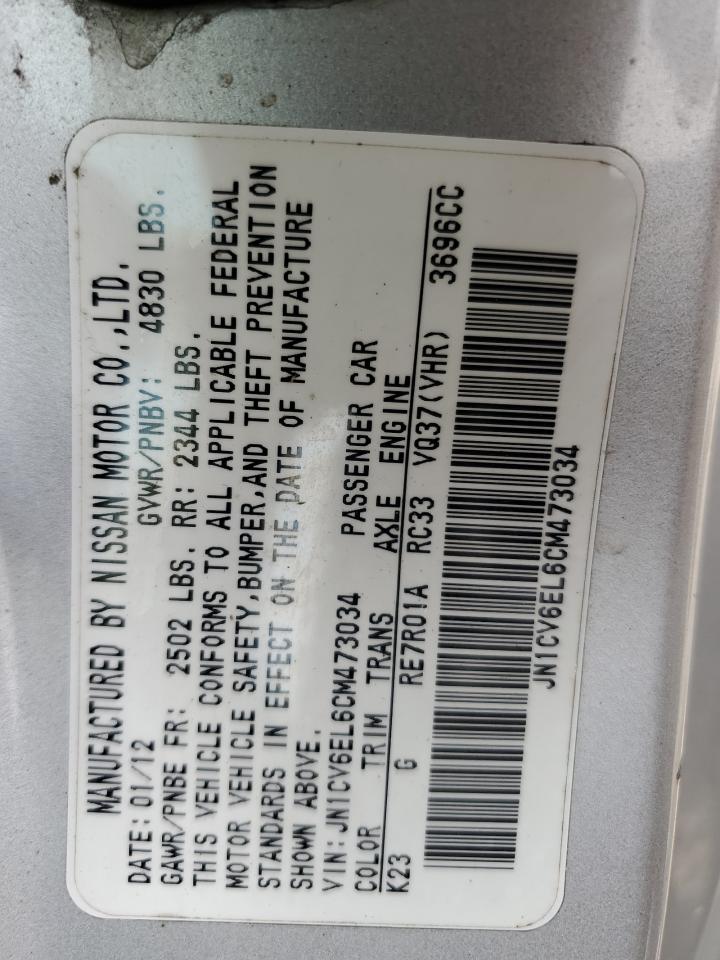 MANUFACTURED BY NISSAN MOTOR CO.,LTD.
DATE: 01/12 GVWR/PNBV: 4830 LBS.
GAWR/PNBE FR: 2502 LBS. RR: 2344 LBS.
THIS VEHICLE CONFORMS TO ALL APPLICABLE FEDERAL
MOTOR VEHICLE SAFETY,BUMPER,AND THEFT PREVENTION
STANDARDS IN EFFECT ON THE DATE OF MANUFACTURE
SHOWN ABOVE.
VIN:JN1CV6EL6CM473034 PASSENGER CAR
COLOR TRIM TRANS AXLE ENGINE
K23 G RE7R01A RC33 VQ37(VHR) 3696CC
JN1CV6EL6CM473034